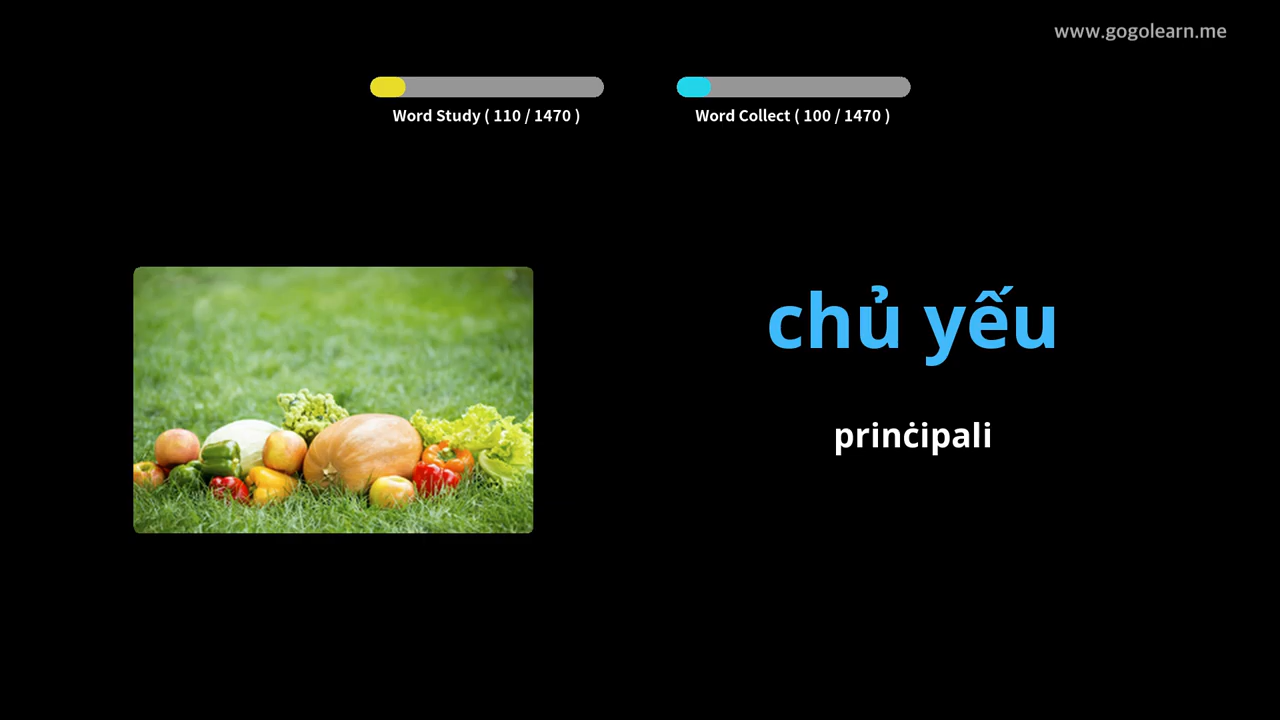 www.gogolearn.me
Word Study ( 110 / 1470 )
Word Collect ( 100 / 1470 )
chủ yếu
prinċipali